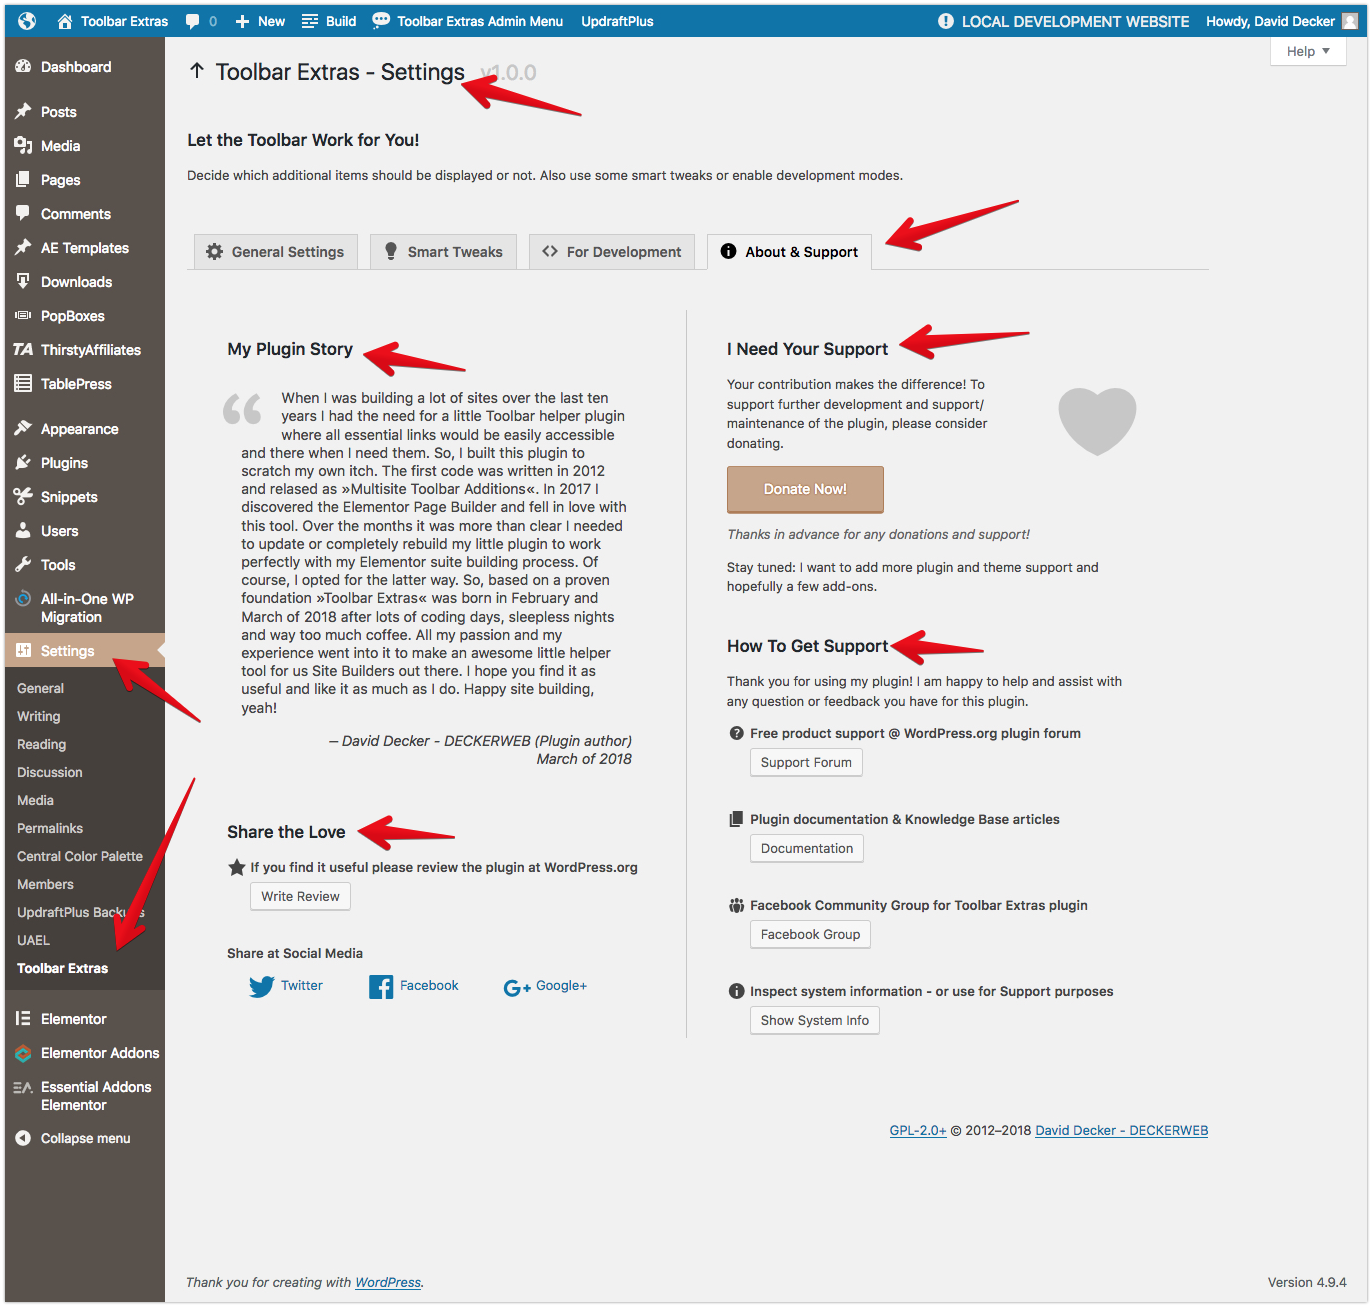 Toolbar Extras 0 New Build Toolbar Extras Admin Menu UpdraftPlus LOCAL DEVELOPMENT WEBSITE Howdy, David Decker
Help
Dashboard
Posts
Media
Pages
Comments
AE Templates
Downloads
PopBoxes
TA ThirstyAffiliates
TablePress
Appearance
Plugins
Snippets
Users
Tools
All-in-One WP
Migration
Settings
General
Writing
Reading
Discussion
Media
Permalinks
Central Color Palette
Members
UpdraftPlus Backups
UAEL
Toolbar Extras
Elementor
Elementor Addons
Essential Addons
Elementor
Collapse menu
Toolbar Extras - Settings v1.0.0
Let the Toolbar Work for You!
Decide which additional items should be displayed or not. Also use some smart tweaks or enable development modes.
General Settings Smart Tweaks For Development About & Support
My Plugin Story
When I was building a lot of sites over the last ten
years I had the need for a little Toolbar helper plugin
where all essential links would be easily accessible
and there when I need them. So, I built this plugin to
scratch my own itch. The first code was written in 2012
and relased as »Multisite Toolbar Additions«. In 2017 I
discovered the Elementor Page Builder and fell in love with
this tool. Over the months it was more than clear I needed
to update or completely rebuild my little plugin to work
perfectly with my Elementor suite building process. Of
course, I opted for the latter way. So, based on a proven
foundation »Toolbar Extras« was born in February and
March of 2018 after lots of coding days, sleepless nights
and way too much coffee. All my passion and my
experience went into it to make an awesome little helper
tool for us Site Builders out there. I hope you find it as
useful and like it as much as I do. Happy site building,
yeah!
— David Decker - DECKERWEB (Plugin author)
March of 2018
Share the Love
If you find it useful please review the plugin at WordPress.org
Write Review
Share at Social Media
Twitter Facebook G+ Google+
I Need Your Support
Your contribution makes the difference! To
support further development and support/
maintenance of the plugin, please consider
donating.
Donate Now!
Thanks in advance for any donations and support!
Stay tuned: I want to add more plugin and theme support and
hopefully a few add-ons.
How To Get Support
Thank you for using my plugin! I am happy to help and assist with
any question or feedback you have for this plugin.
Free product support @ WordPress.org plugin forum
Support Forum
Plugin documentation & Knowledge Base articles
Documentation
Facebook Community Group for Toolbar Extras plugin
Facebook Group
Inspect system information - or use for Support purposes
Show System Info
GPL-2.0+ © 2012–2018 David Decker - DECKERWEB
Thank you for creating with WordPress.
Version 4.9.4